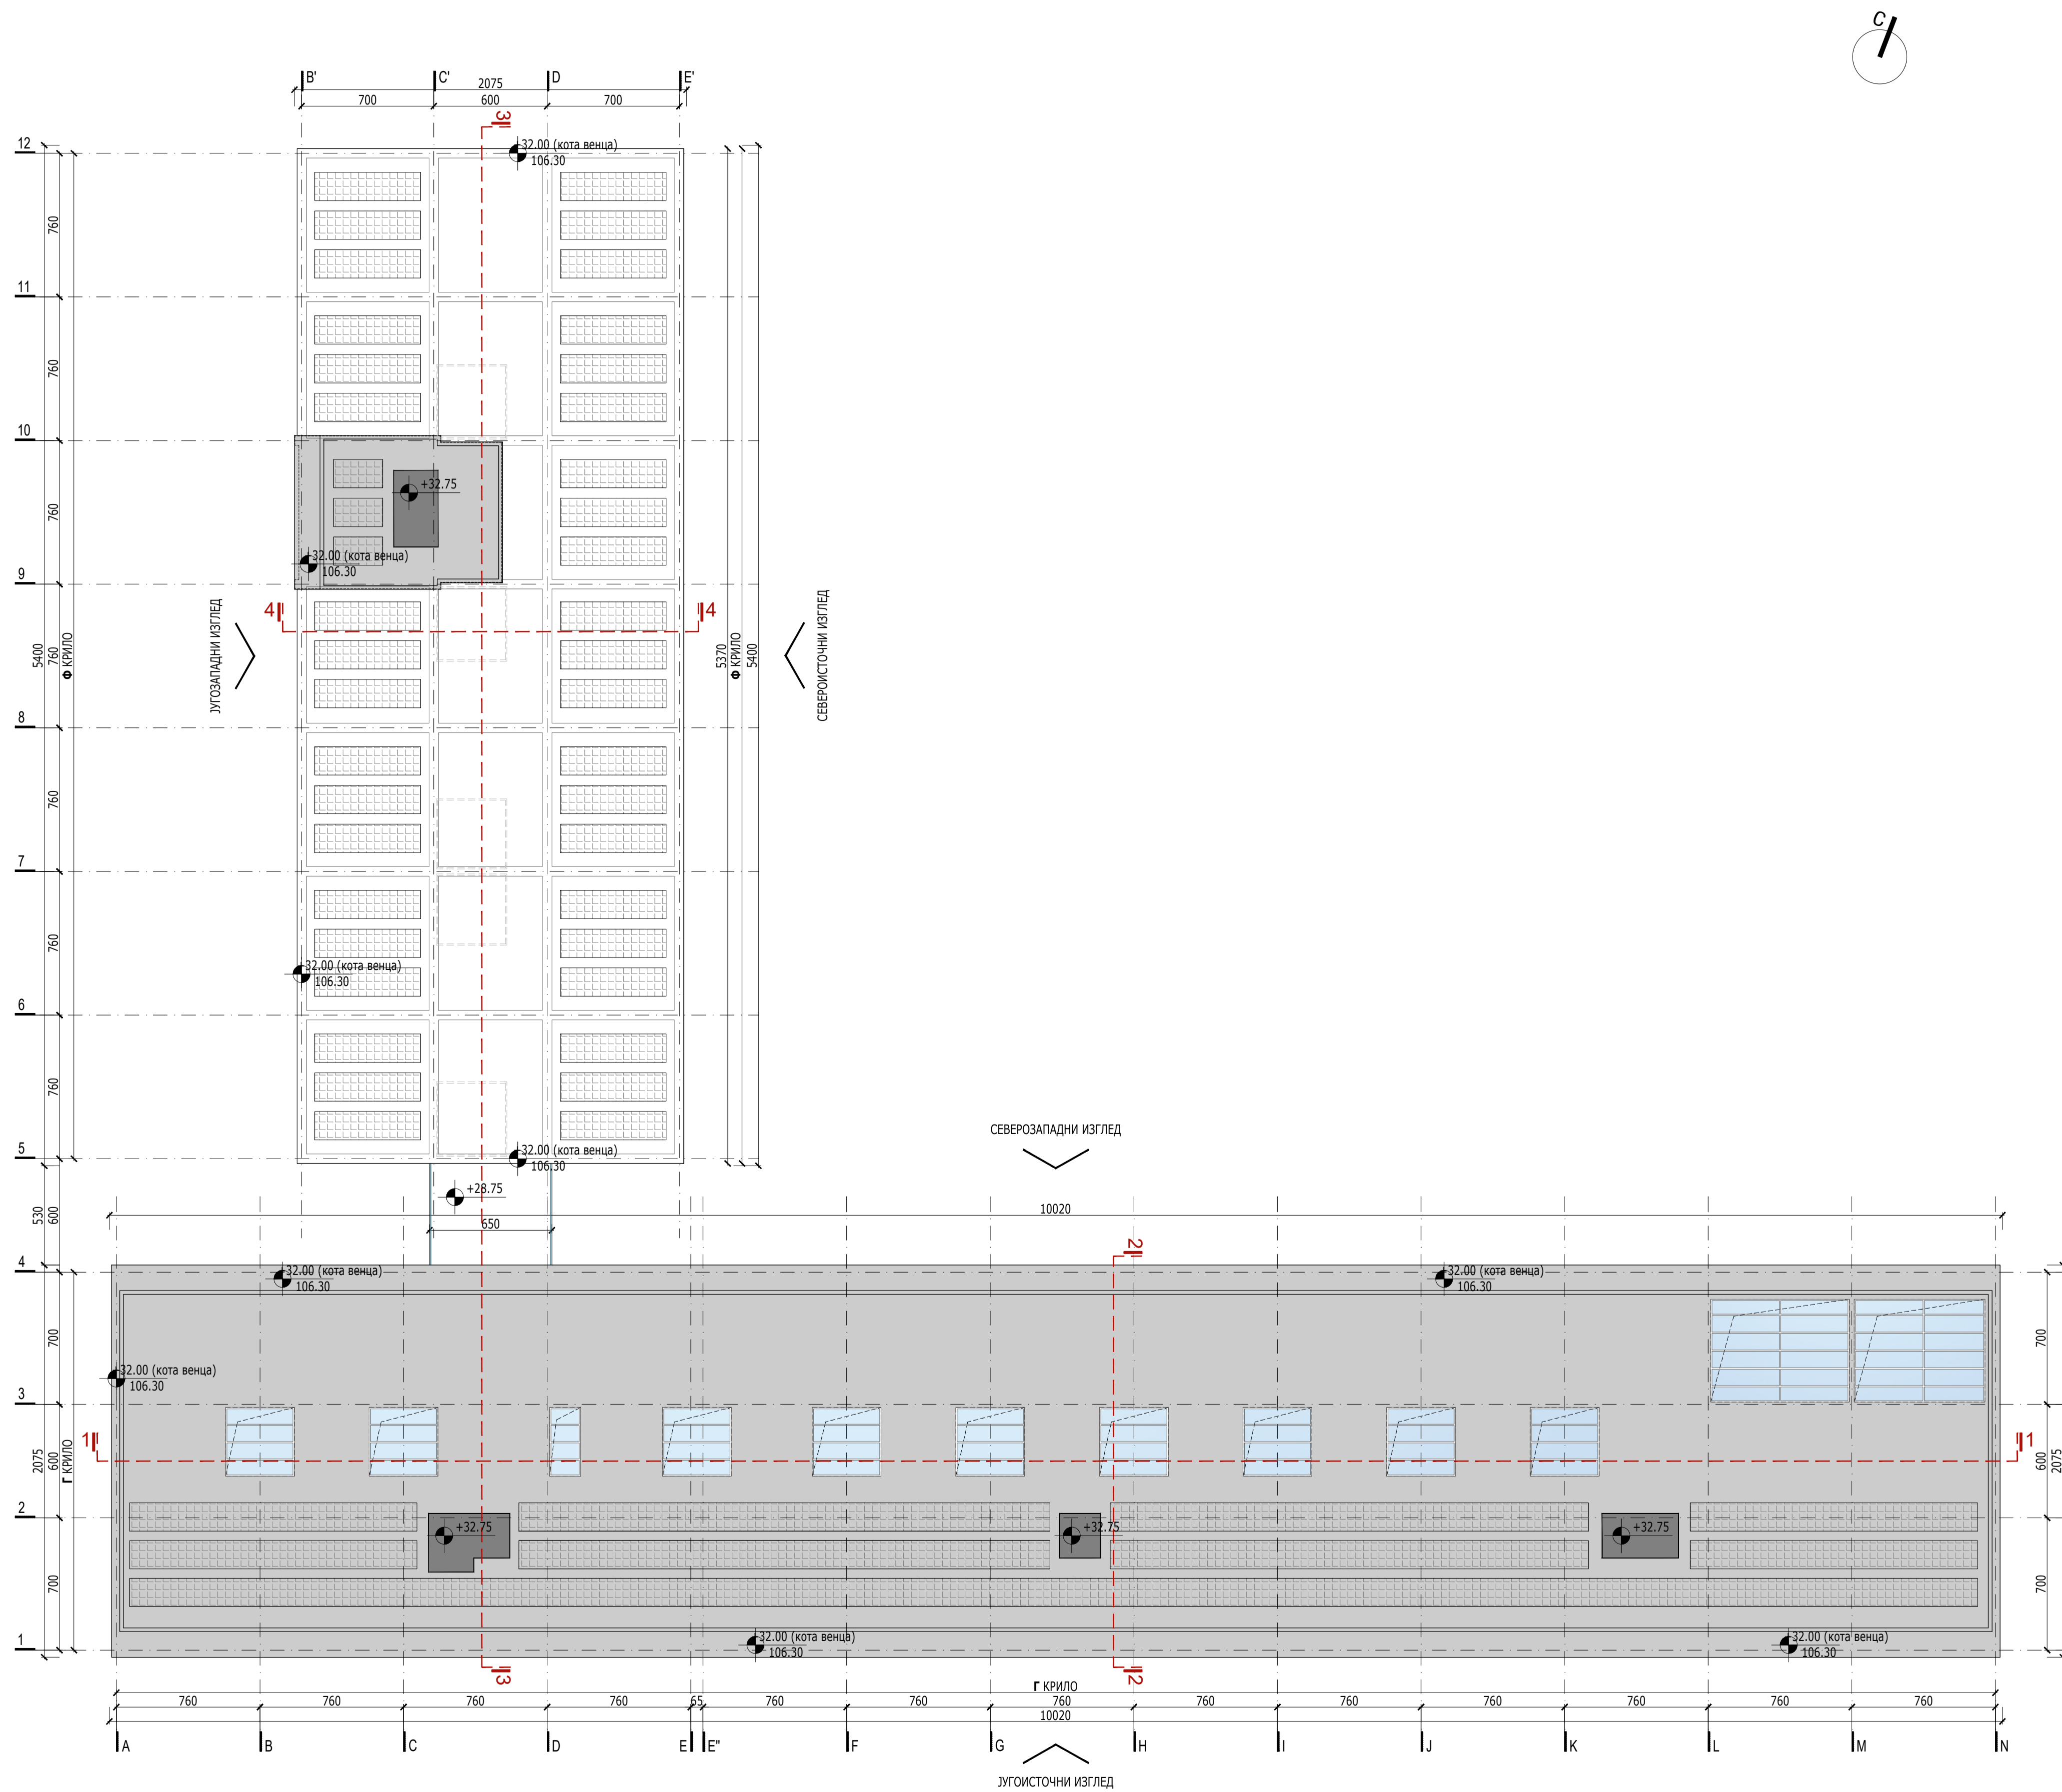 С
B'
C'
D
E'
2075
700
600
700
3
12
11
10
9
8
7
6
5
4
3
2
1
32.00 (кота венца)
106.30
760
760
760
760
760
760
760
5400
Ф КРИЛО
+32.75
+32.00 (кота венца)
106.30
4
4
ЈУГОЗАПАДНИ ИЗГЛЕД
5370
Ф КРИЛО
5400
СЕВЕРОИСТОЧНИ ИЗГЛЕД
32.00 (кота венца)
106.30
32.00 (кота венца)
106.30
СЕВЕРОЗАПАДНИ ИЗГЛЕД
530
600
+28.75
650
10020
2
32.00 (кота венца)
106.30
32.00 (кота венца)
106.30
32.00 (кота венца)
106.30
700
600
700
2075
Г КРИЛО
700
600
700
2075
1
1
+32.75
+32.75
+32.75
32.00 (кота венца)
106.30
32.00 (кота венца)
106.30
3
2
Г КРИЛО
760
760
760
760
65
760
760
760
760
760
760
760
760
760
10020
A
B
C
D
E
E"
F
G
H
I
J
K
L
M
N
ЈУГОИСТОЧНИ ИЗГЛЕД